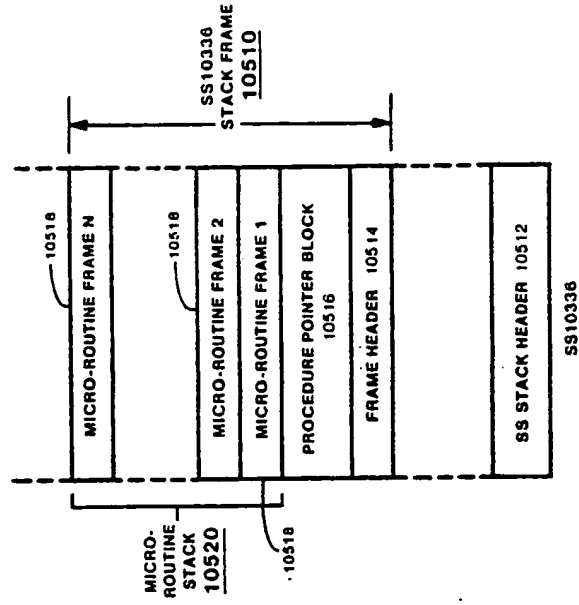 10518
MICRO-ROUTINE FRAME N
SS10336
STACK FRAME
10510
10518
MICRO-ROUTINE FRAME 2
MICRO-ROUTINE FRAME 1
PROCEDURE POINTER BLOCK
10516
FRAME HEADER 10514
MICRO-
ROUTINE
STACK
10520
10518
SS STACK HEADER 10512
SS10336